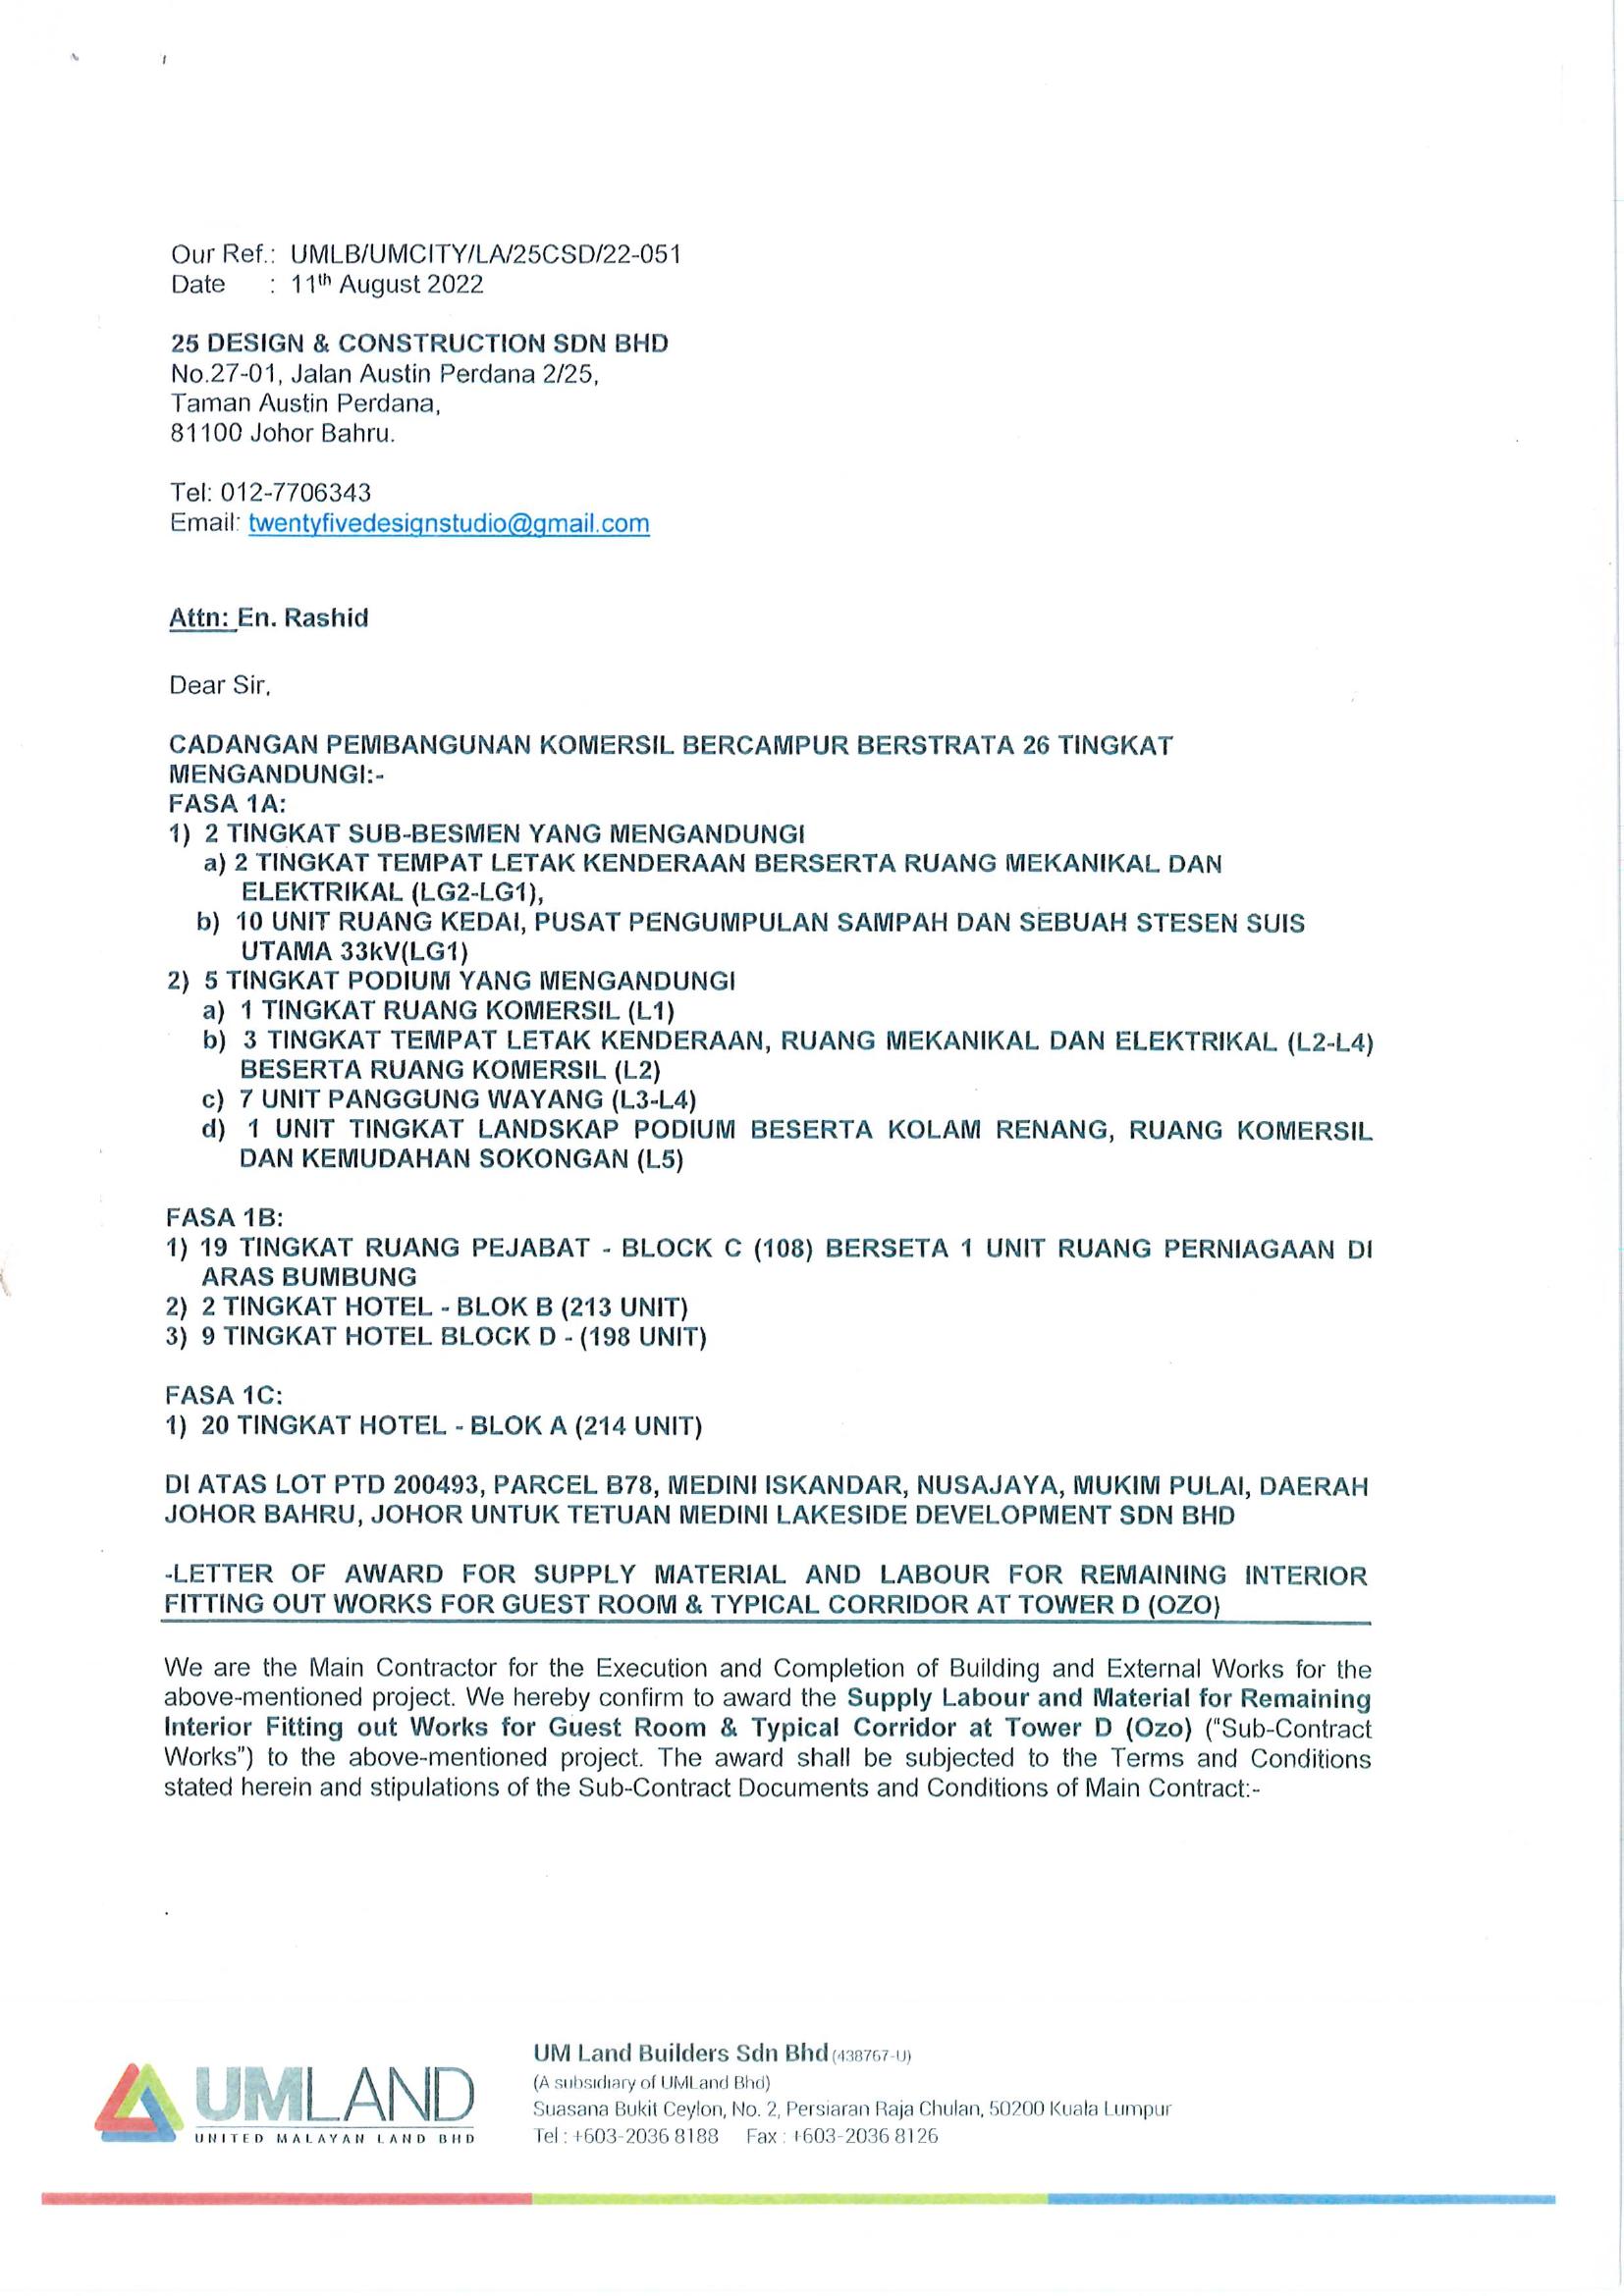 Our Ref.: UMLB/UMCITY/LA/25CSD/22-051
Date : 11th August 2022
25 DESIGN & CONSTRUCTION SDN BHD
No.27-01, Jalan Austin Perdana 2/25,
Taman Austin Perdana,
81100 Johor Bahru.
Tel: 012-7706343
Email: twentyfivedesignstudio@gmail.com
Attn: En. Rashid
Dear Sir,
CADANGAN PEMBANGUNAN KOMERSIL BERCAMPUR BERSTRATA 26 TINGKAT
MENGANDUNGI:-
FASA 1A:
1) 2 TINGKAT SUB-BESMEN YANG MENGANDUNGI
a) 2 TINGKAT TEMPAT LETAK KENDERAAN BERSERTA RUANG MEKANIKAL DAN
ELEKTRIKAL (LG2-LG1),
b) 10 UNIT RUANG KEDAI, PUSAT PENGUMPULAN SAMPAH DAN SEBUAH STESEN SUIS
UTAMA 33kV(LG1)
2) 5 TINGKAT PODIUM YANG MENGANDUNGI
a) 1 TINGKAT RUANG KOMERSIL (L1)
b) 3 TINGKAT TEMPAT LETAK KENDERAAN, RUANG MEKANIKAL DAN ELEKTRIKAL (L2-L4)
BESERTA RUANG KOMERSIL (L2)
c) 7 UNIT PANGGUNG WAYANG (L3-L4)
d) 1 UNIT TINGKAT LANDSKAP PODIUM BESERTA KOLAM RENANG, RUANG KOMERSIL
DAN KEMUDAHAN SOKONGAN (L5)
FASA 1B:
1) 19 TINGKAT RUANG PEJABAT - BLOCK C (108) BERSETA 1 UNIT RUANG PERNIAGAAN DI
ARAS BUMBUNG
2) 2 TINGKAT HOTEL - BLOK B (213 UNIT)
3) 9 TINGKAT HOTEL BLOCK D - (198 UNIT)
FASA 1C:
1) 20 TINGKAT HOTEL - BLOK A (214 UNIT)
DI ATAS LOT PTD 200493, PARCEL B78, MEDINI ISKANDAR, NUSAJAYA, MUKIM PULAI, DAERAH
JOHOR BAHRU, JOHOR UNTUK TETUAN MEDINI LAKESIDE DEVELOPMENT SDN BHD
-LETTER OF AWARD FOR SUPPLY MATERIAL AND LABOUR FOR REMAINING INTERIOR
FITTING OUT WORKS FOR GUEST ROOM & TYPICAL CORRIDOR AT TOWER D (OZO)
We are the Main Contractor for the Execution and Completion of Building and External Works for the
above-mentioned project. We hereby confirm to award the Supply Labour and Material for Remaining
Interior Fitting out Works for Guest Room & Typical Corridor at Tower D (Ozo) ("Sub-Contract
Works") to the above-mentioned project. The award shall be subjected to the Terms and Conditions
stated herein and stipulations of the Sub-Contract Documents and Conditions of Main Contract:-
UMLAND
UNITED MALAYAN LAND BHD
UM Land Builders Sdn Bhd (438767-U)
(A subsidiary of UMLand Bhd)
Suasana Bukit Ceylon, No. 2, Persiaran Raja Chulan, 50200 Kuala Lumpur
Tel : +603-2036 8188 Fax : +603-2036 8126